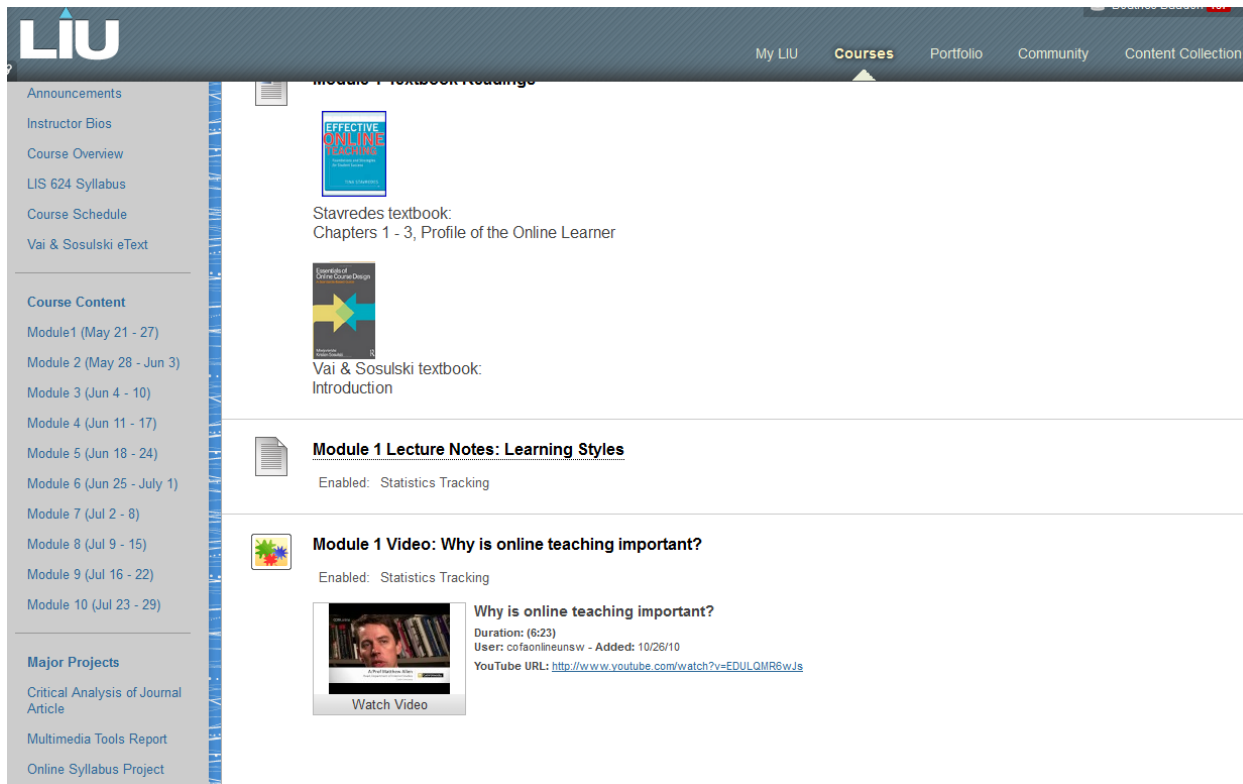 LIU
My LIU
Courses
Portfolio
Community
Content Collection
Announcements
Instructor Bios
Course Overview
LIS 624 Syllabus
Course Schedule
Vai & Sosulski eText
Course Content
Module1 (May 21 - 27)
Module 2 (May 28 - Jun 3)
Module 3 (Jun 4 - 10)
Module 4 (Jun 11 - 17)
Module 5 (Jun 18 - 24)
Module 6 (Jun 25 - July 1)
Module 7 (Jul 2 - 8)
Module 8 (Jul 9 - 15)
Module 9 (Jul 16 - 22)
Module 10 (Jul 23 - 29)
Major Projects
Critical Analysis of Journal
Article
Multimedia Tools Report
Online Syllabus Project
Module 1 Textbook Readings
EFFECTIVE
ONLINE
TEACHING
Stavredes textbook:
Chapters 1 - 3, Profile of the Online Learner
Essentials of
Online Course Design
Vai & Sosulski textbook:
Introduction
Module 1 Lecture Notes: Learning Styles
Enabled: Statistics Tracking
Module 1 Video: Why is online teaching important?
Enabled: Statistics Tracking
Watch Video
Why is online teaching important?
Duration: (6:23)
User: cofaonlineunsw - Added: 10/26/10
YouTube URL: http://www.youtube.com/watch?v=EDULQMR6wJs